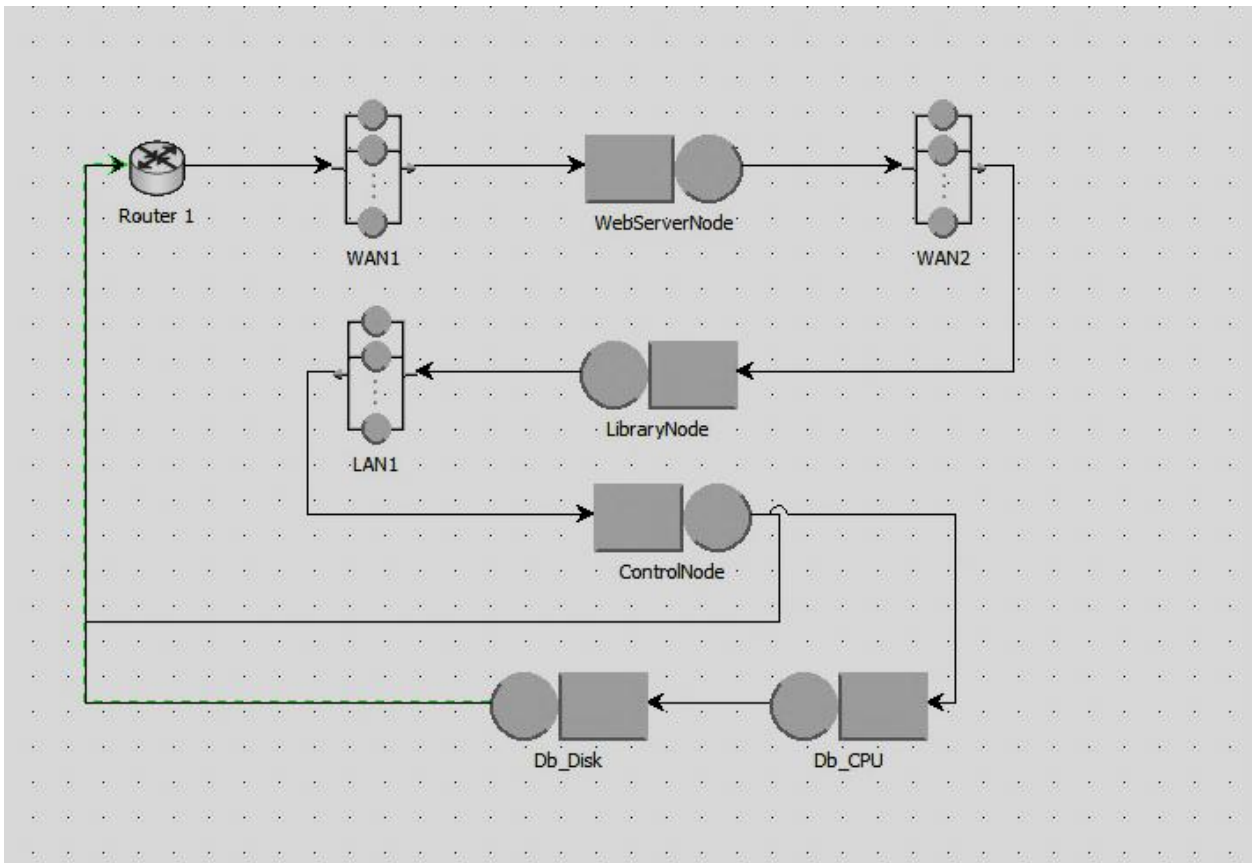 Router 1
WAN1
WebServerNode
WAN2
LibraryNode
LAN1
ControlNode
Db_Disk
Db_CPU